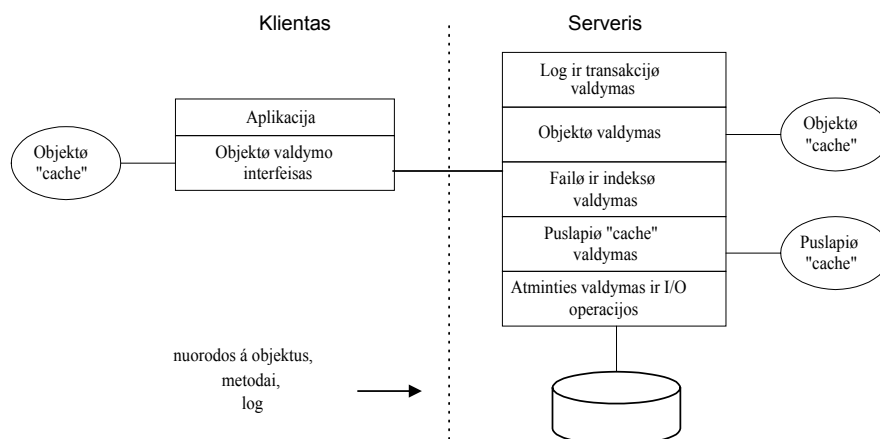 Klientas
Serveris
Log ir transakcijø
valdymas
Aplikacija
Objektø
"cache"
Objektø valdymo
interfeisas
Objektø valdymas
Objektø
"cache"
Failø ir indeksø
valdymas
Puslapiø "cache"
valdymas
Puslapiø
"cache"
Atminties valdymas ir I/O
operacijos
nuorodos á objektus,
metodai,
log